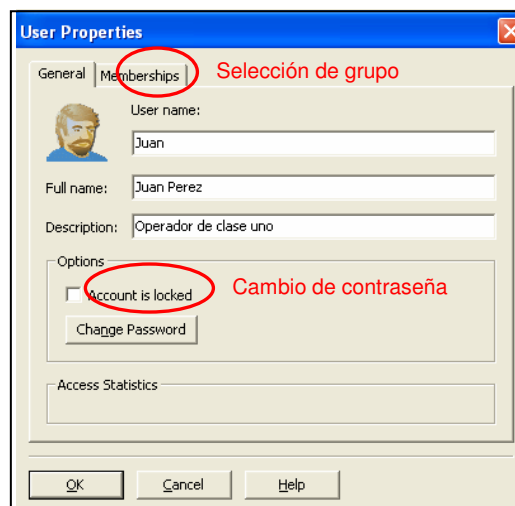 User Properties
General
Memberships
Selección de grupo
User name:
Juan
Full name:
Juan Perez
Description:
Operador de clase uno
Options
Account is locked
Cambio de contraseña
Change Password
Access Statistics
OK
Cancel
Help